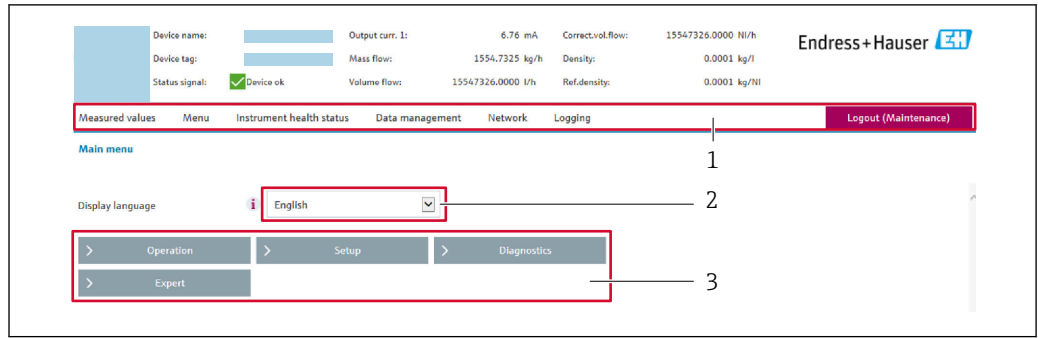 Device name: Output curr. 1: 6.76 mA Correct.vol.flow: 15547326.0000 Nl/h
Endress+Hauser EH
Device tag: Mass flow: 1554.7325 kg/h Density: 0.0001 kg/l
Status signal: Device ok Volume flow: 15547326.0000 l/h Ref.density: 0.0001 kg/Nl
Measured values Menu Instrument health status Data management Network Logging Logout (Maintenance)
1
Main menu
Display language i English 2
> Operation > Setup > Diagnostics
> Expert 3